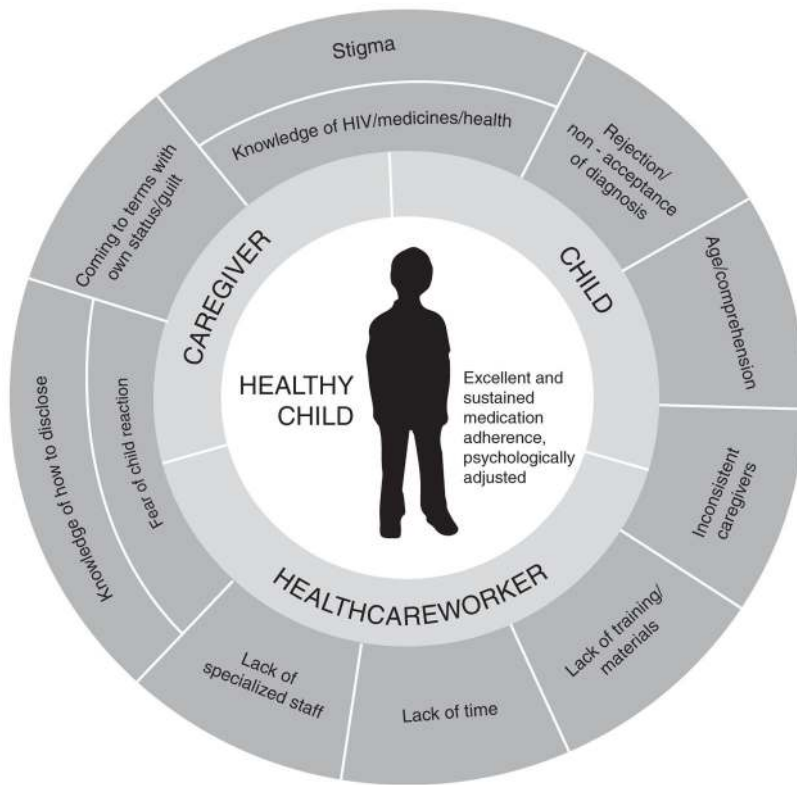 Stigma
Knowledge of HIV/medicines/health
Rejection/
non - acceptance
of diagnosis
Age/comprehension
Inconsistent
caregivers
Lack of training/
materials
Lack of time
Lack of
specialized staff
Knowledge of how to disclose
Fear of child reaction
Coming to terms with
own status/guilt
CAREGIVER
CHILD
HEALTHCAREWORKER
HEALTHY
CHILD
Excellent and
sustained
medication
adherence,
psychologically
adjusted